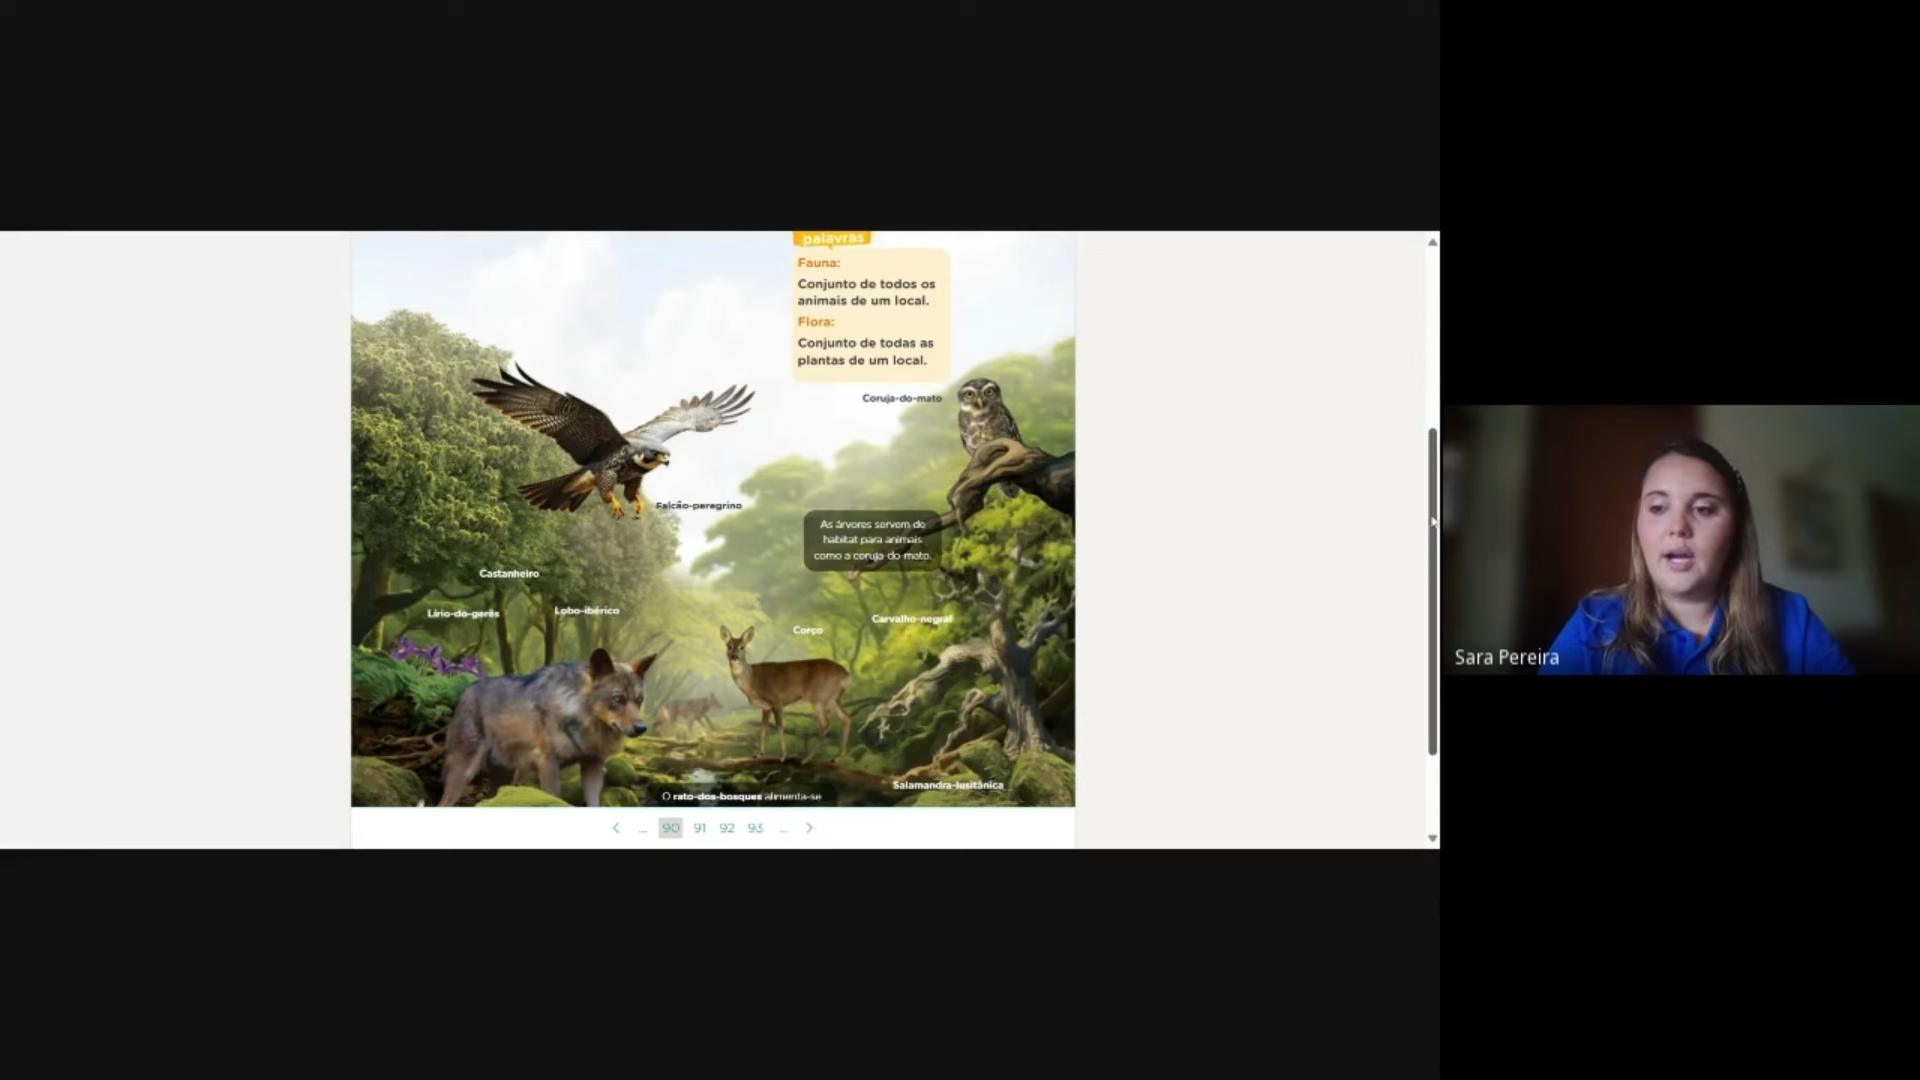 palavras
Fauna:
Conjunto de todos os
animais de um local.
Flora:
Conjunto de todas as
plantas de um local.
Coruja-do-mato
Falcão-peregrino
As árvores servem de
habitat para animais
como a coruja-do-mato.
Castanheiro
Lírio-do-gerês
Lobo-ibérico
Carvalho-negral
Corço
Salamandra-lusitânica
O rato-dos-bosques alimenta-se
< ... 90 91 92 93 ... >
Sara Pereira